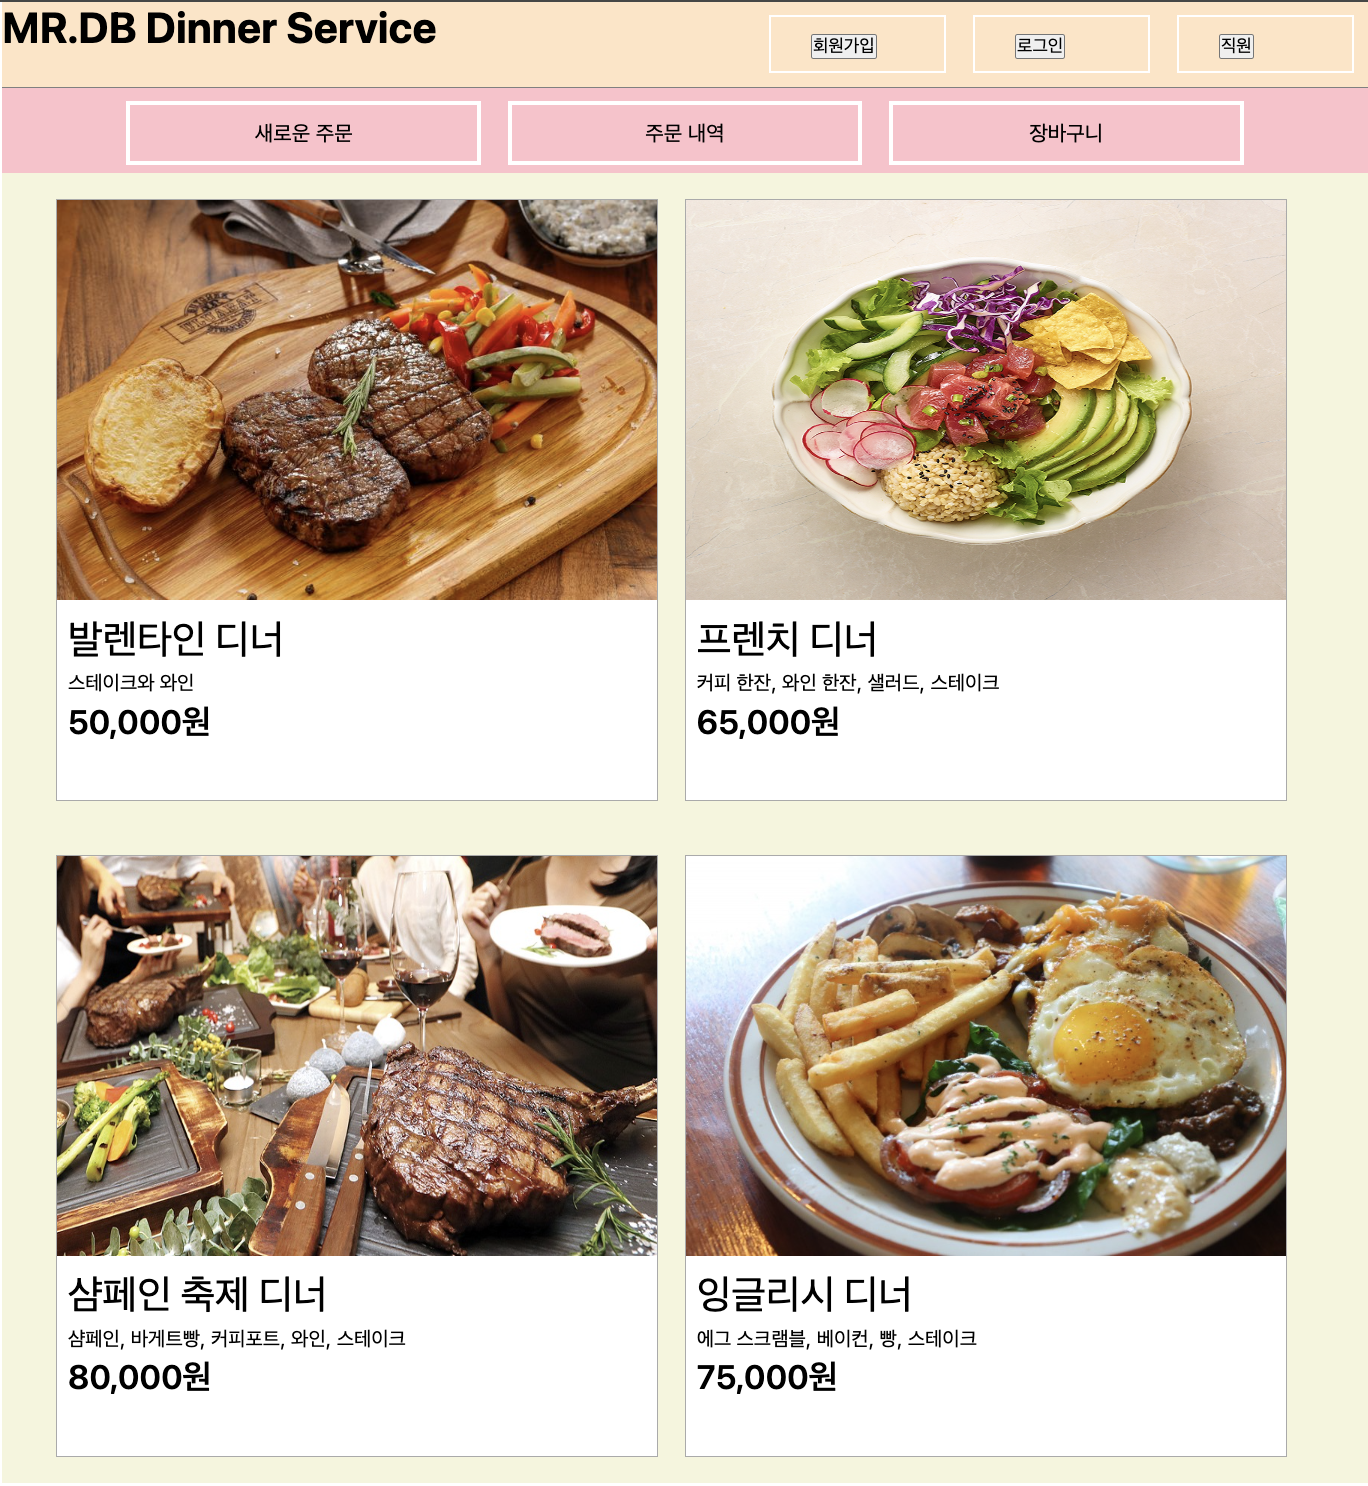 MR.DB Dinner Service
회원가입
로그인
직원
새로운 주문
주문 내역
장바구니
발렌타인 디너
스테이크와 와인
50,000원
프렌치 디너
커피 한잔, 와인 한잔, 샐러드, 스테이크
65,000원
샴페인 축제 디너
샴페인, 바게트빵, 커피포트, 와인, 스테이크
80,000원
잉글리시 디너
에그 스크램블, 베이컨, 빵, 스테이크
75,000원